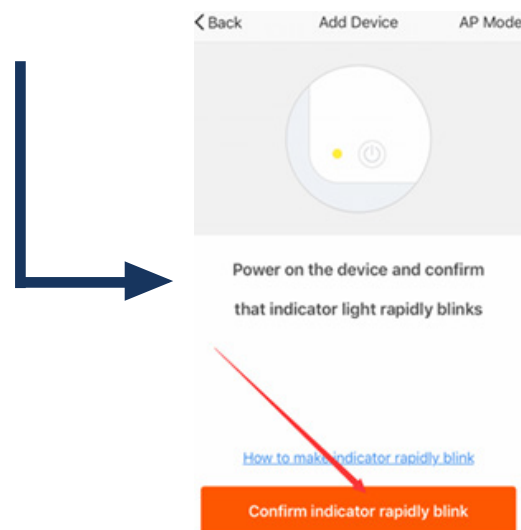 Back Add Device AP Mode
Power on the device and confirm
that indicator light rapidly blinks
How to make indicator rapidly blink
Confirm indicator rapidly blink